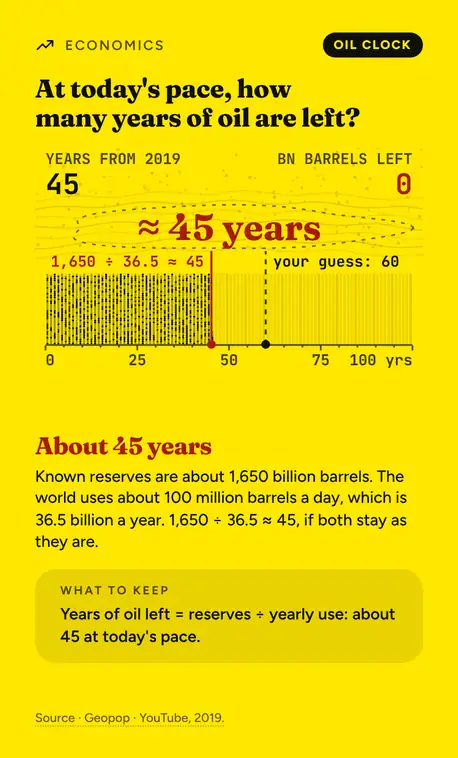 ECONOMICS
OIL CLOCK
At today's pace, how
many years of oil are left?
YEARS FROM 2019
BN BARRELS LEFT
45
0
≈ 45 years
1,650 ÷ 36.5 ≈ 45
your guess: 60
0 25 50 75 100 yrs
About 45 years
Known reserves are about 1,650 billion barrels. The
world uses about 100 million barrels a day, which is
36.5 billion a year. 1,650 ÷ 36.5 ≈ 45, if both stay as
they are.
WHAT TO KEEP
Years of oil left = reserves ÷ yearly use: about
45 at today's pace.
Source · Geopop · YouTube, 2019.